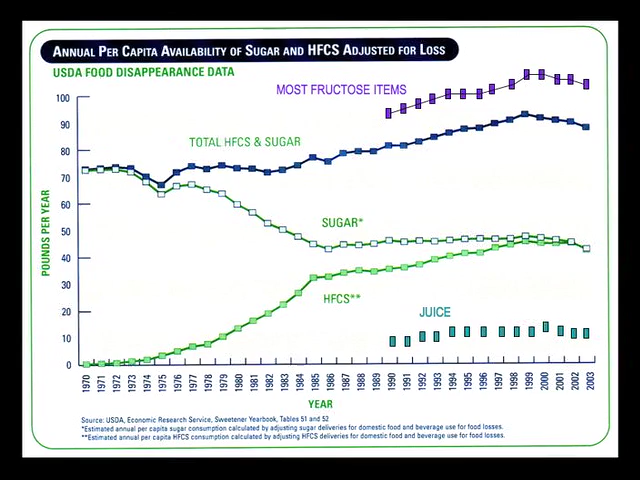 ANNUAL PER CAPITA AVAILABILITY OF SUGAR AND HFCS ADJUSTED FOR LOSS
USDA FOOD DISAPPEARANCE DATA
MOST FRUCTOSE ITEMS
TOTAL HFCS & SUGAR
SUGAR*
HFCS**
JUICE
POUNDS PER YEAR
100
90
80
70
60
50
40
30
20
10
0
1970 1971 1972 1973 1974 1975 1976 1977 1978 1979 1980 1981 1982 1983 1984 1985 1986 1987 1988 1989 1990 1991 1992 1993 1994 1995 1996 1997 1998 1999 2000 2001 2002 2003
YEAR
Source: USDA, Economic Research Service, Sweetener Yearbook, Tables 51 and 52
*Estimated annual per capita sugar consumption calculated by adjusting sugar deliveries for domestic food and beverage use for food losses.
**Estimated annual per capita HFCS consumption calculated by adjusting HFCS deliveries for domestic food and beverage use for food losses.